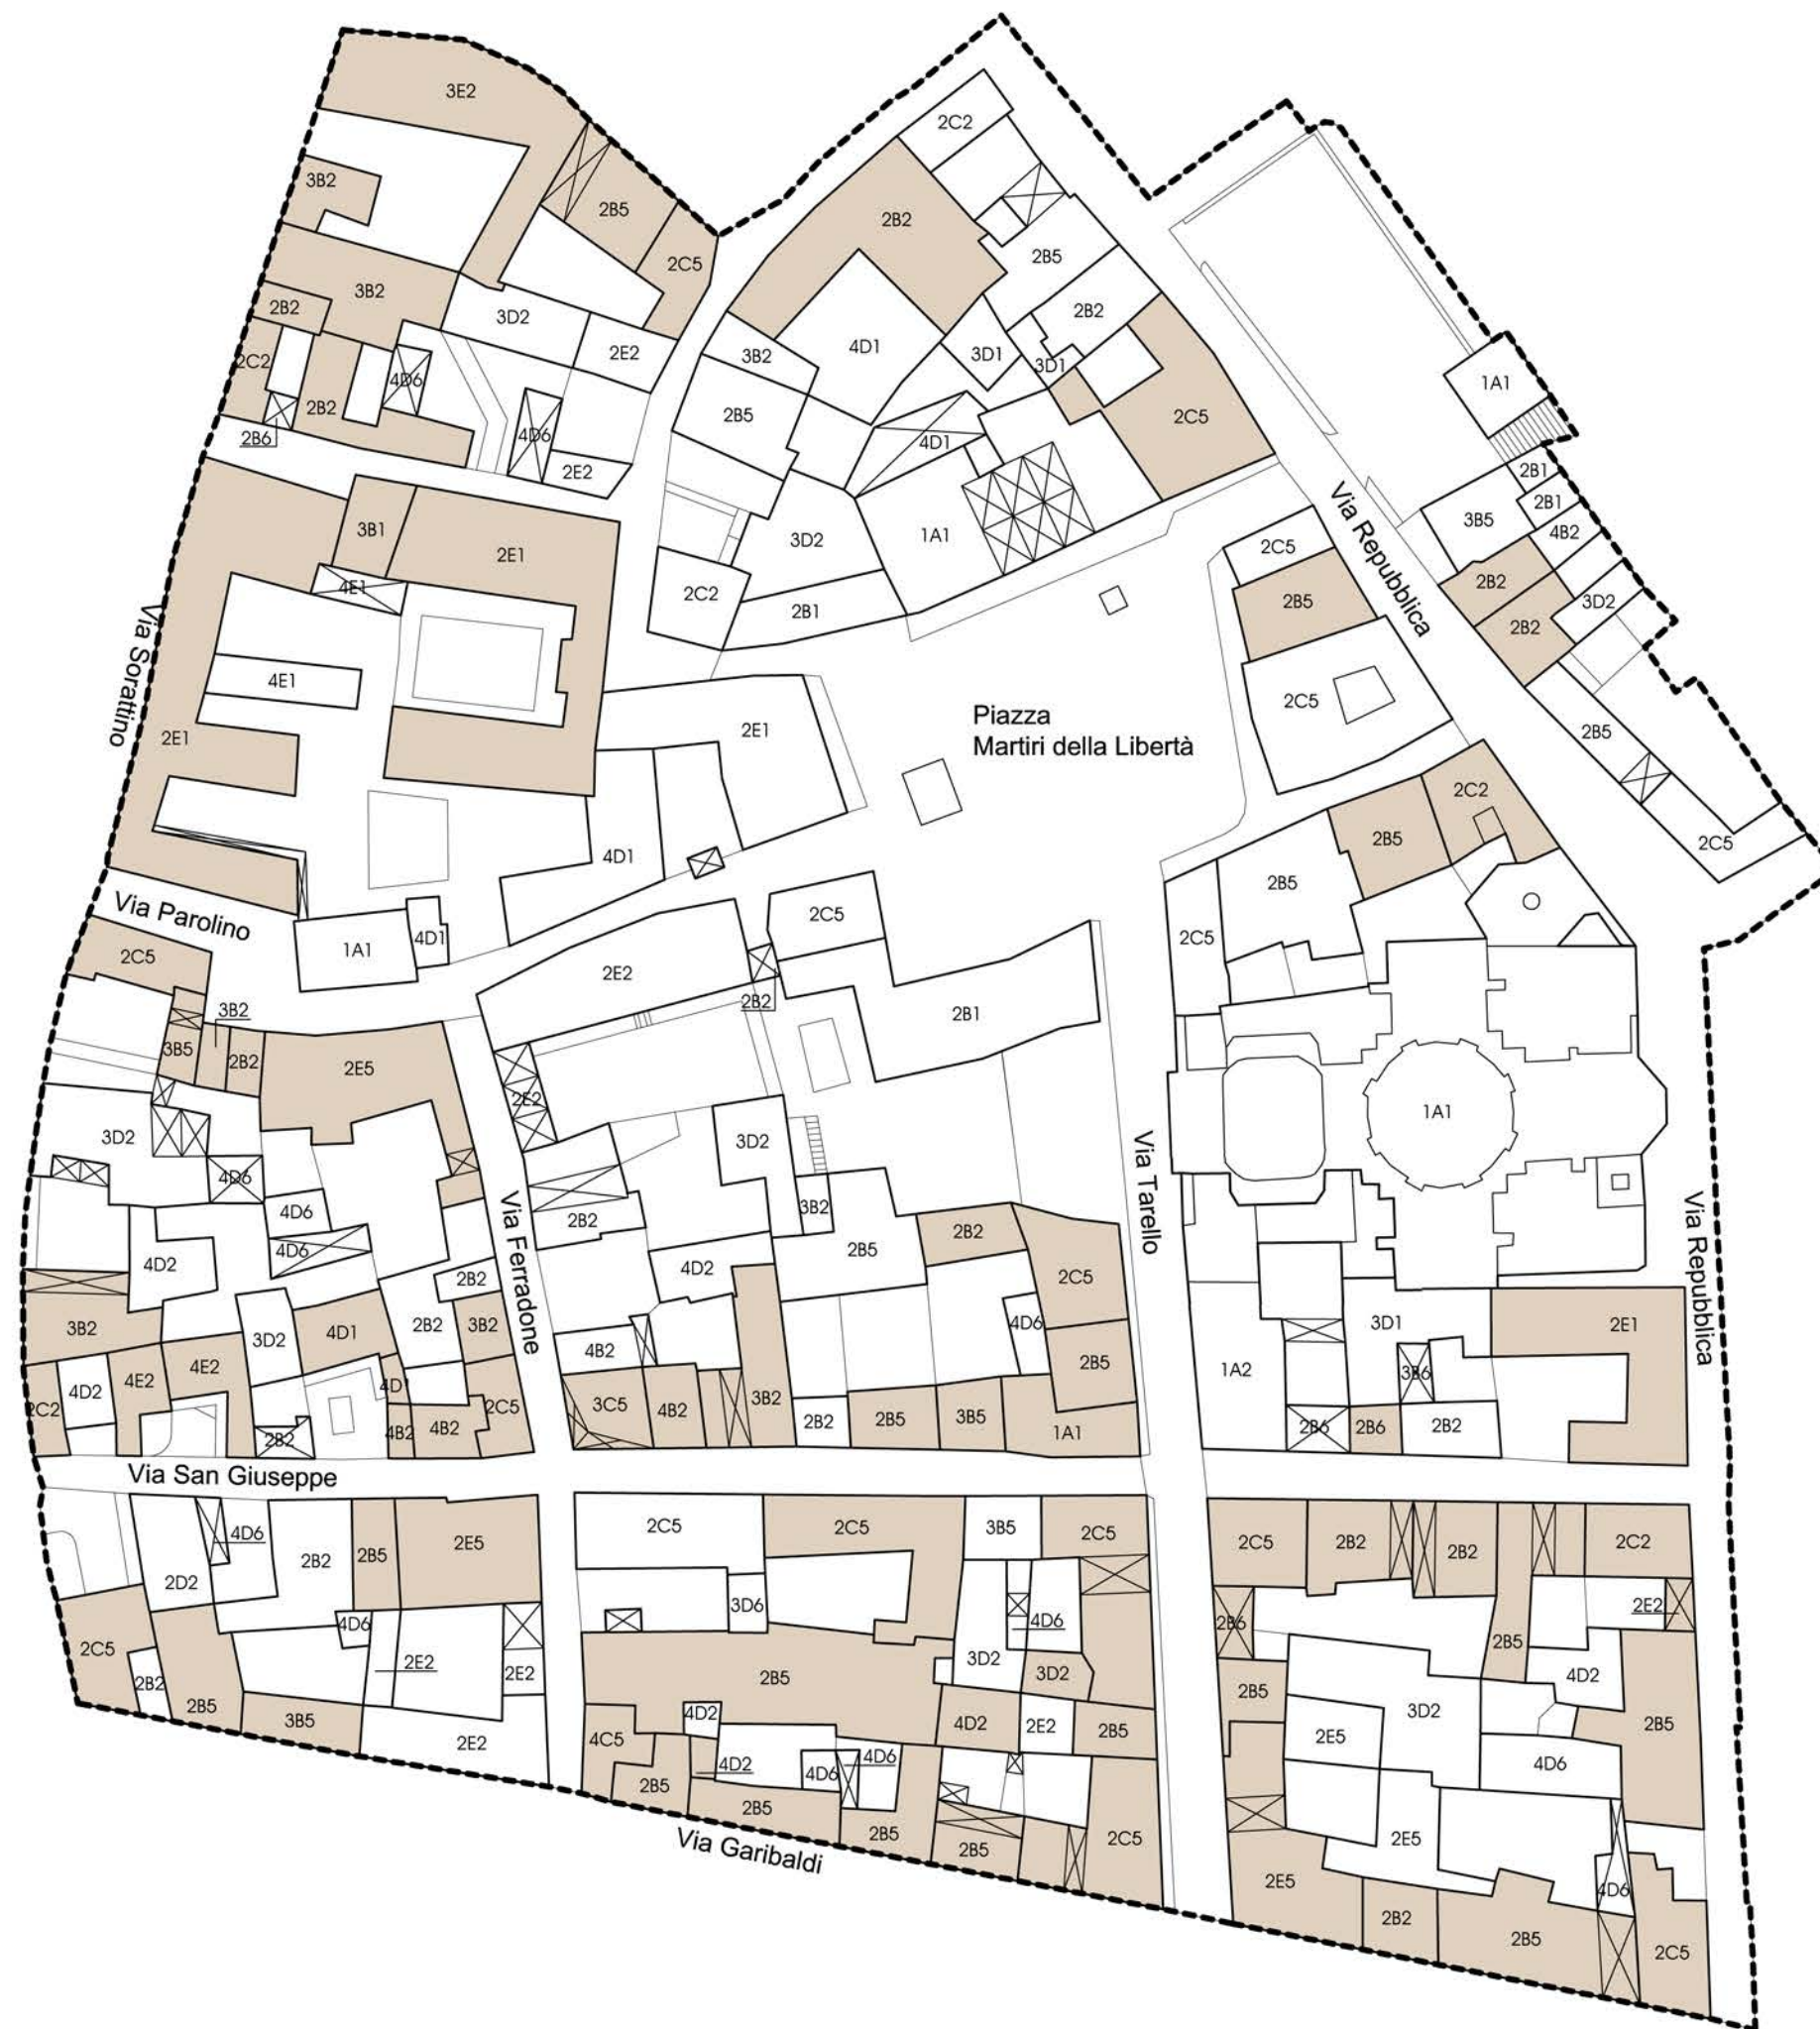 3E2
2C2
3B2
2B5
2B2
2C5
2B5
3B2
2B2
3D2
2B2
2E2
3B2
4D1
3D1
3D1
2C2
4D6
1A1
2B2
2B5
2C5
2B6
4D6
4D1
2E2
2B1
3B1
2E1
3D2
1A1
Via Repubblica
3B5
2B1
4B2
2C5
4E1
2C2
2B1
2B5
2B2
3D2
2B2
Via Sorattino
4E1
2C5
2E1
2E1
Piazza
Martiri della Libertà
2B5
2C2
2B5
2C5
4D1
2B5
Via Parolino
2C5
2C5
1A1
4D1
2C5
2E2
3B2
2B2
2B1
3B5
2B2
2E5
2E2
1A1
3D2
3D2
4D6
Via Ferradone
Via Tarello
Via Repubblica
4D6
2B2
3B2
2B2
4D6
2B5
4D2
4D2
2C5
2B2
3B2
3D2
4D1
2B2
3B2
4D6
3D1
2E1
4B2
2B5
4E2
4E2
4D2
4D1
1A2
3B6
2C2
2C5
3C5
4B2
3B2
2B2
2B5
3B5
1A1
2B6
2B6
2B2
2B2
4B2
4B2
Via San Giuseppe
4D6
2B2
2B5
2E5
2C5
2C5
3B5
2C5
2C5
2B2
2B2
2C2
2D2
3D6
4D6
2B6
2E2
4D6
2C5
2B2
2E2
2E2
2B5
3D2
3D2
2B5
4D2
2B5
2B5
3B5
2E2
4C5
4D2
4D2
2E2
2B5
2E5
3D2
2B5
4D2
4D6
4D6
4D6
2B5
2B5
2B5
2B5
2C5
2E5
Via Garibaldi
2E5
4D6
2B2
2B5
2C5